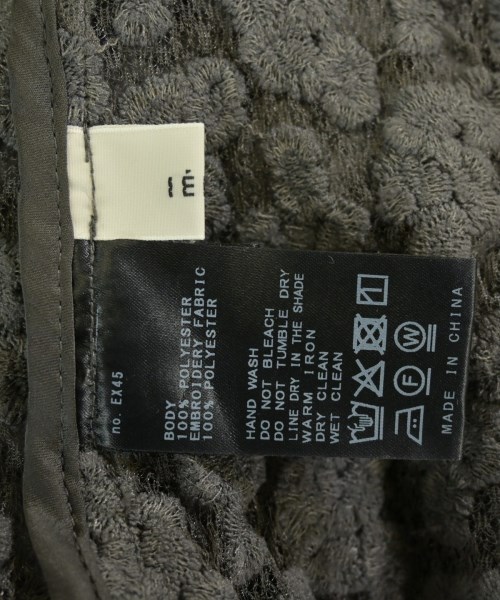 m.
no. EX45
BODY
100% POLYESTER
EMBROIDERY FABRIC
100% POLYESTER
HAND WASH
DO NOT BLEACH
DO NOT TUMBLE DRY
LINE DRY IN THE SHADE
WARM IRON
DRY CLEAN
WET CLEAN
F W
MADE IN CHINA